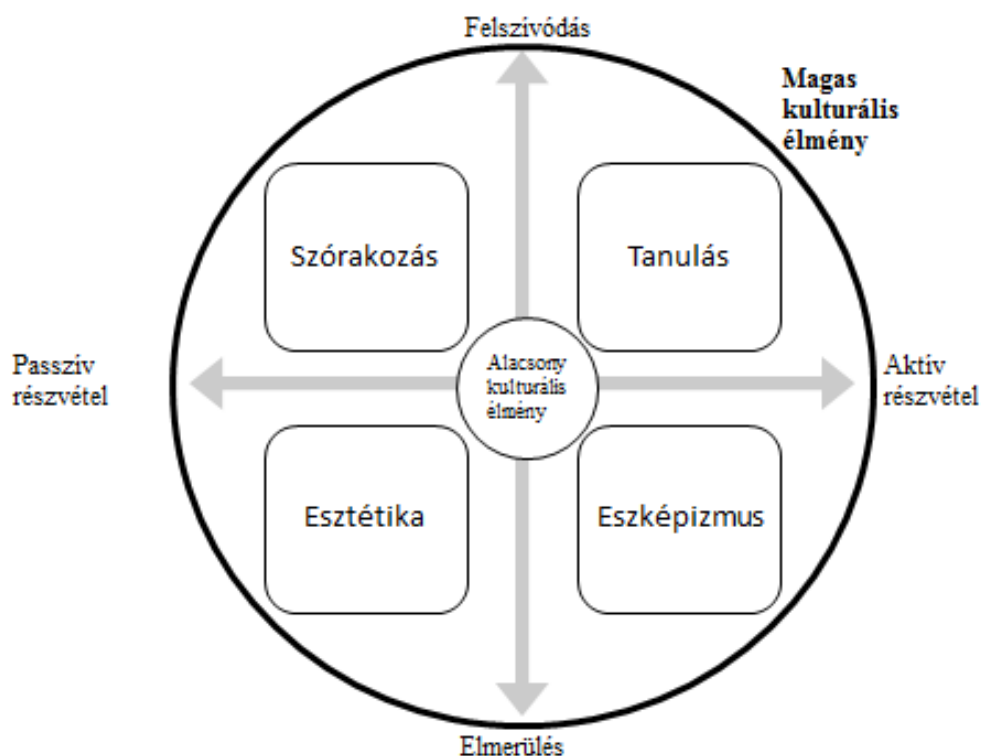 Felszívódás
Magas
kulturális
élmény
Szórakozás
Tanulás
Passzív
részvétel
Alacsony
kulturális
élmény
Aktív
részvétel
Esztétika
Eszképizmus
Elmerülés